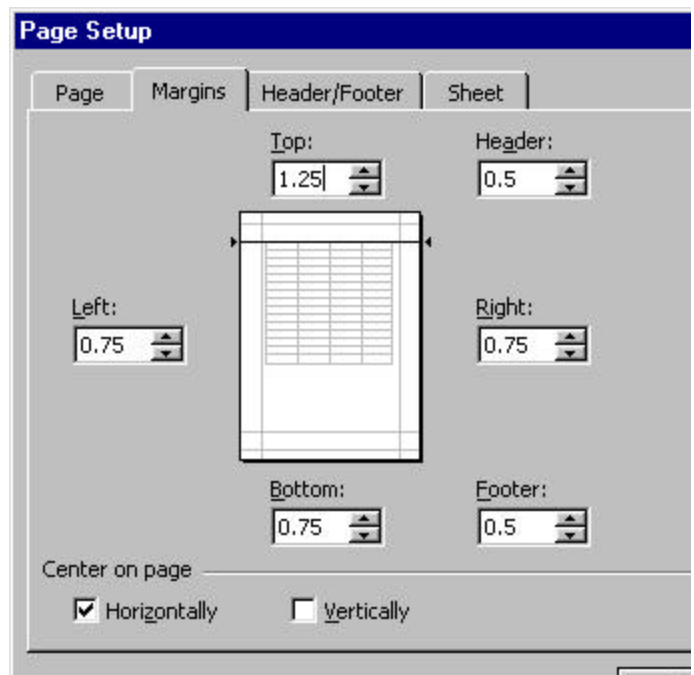 Page Setup
Page Margins Header/Footer Sheet
Top: Header:
1.25 0.5
Left: Right:
0.75 0.75
Bottom: Footer:
0.75 0.5
Center on page
Horizontally Vertically